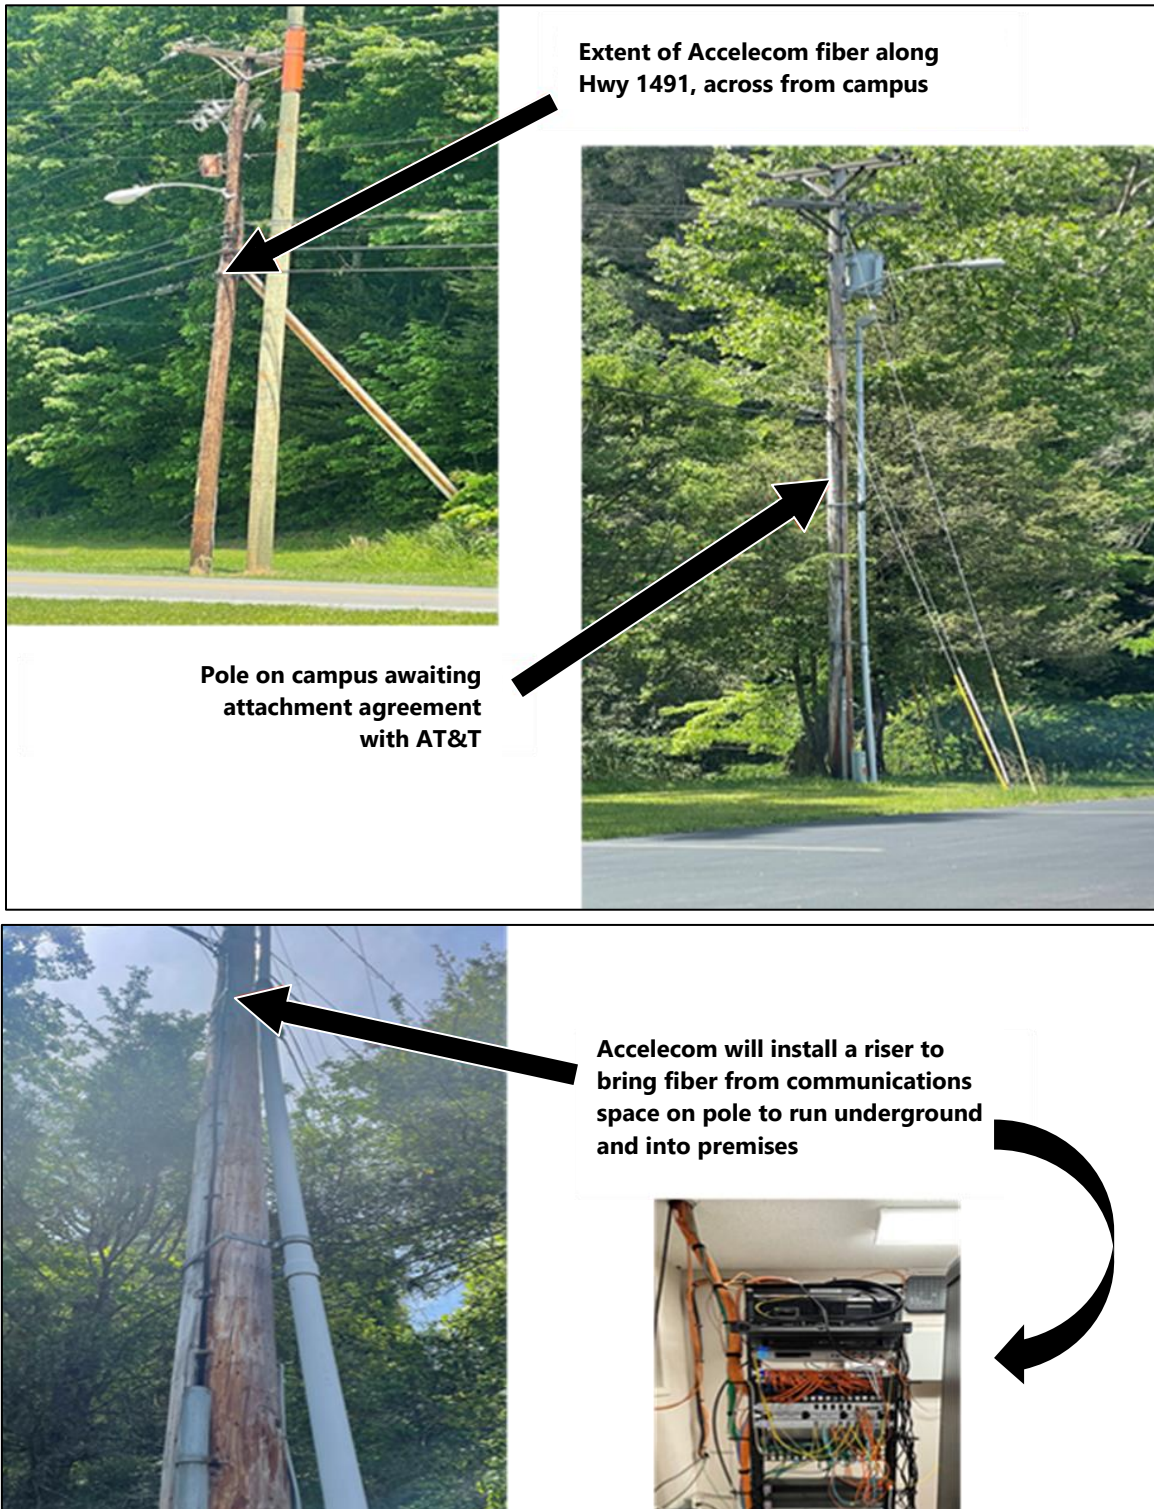 Extent of Accelecom fiber along
Hwy 1491, across from campus
Pole on campus awaiting
attachment agreement
with AT&T
Accelecom will install a riser to
bring fiber from communications
space on pole to run underground
and into premises